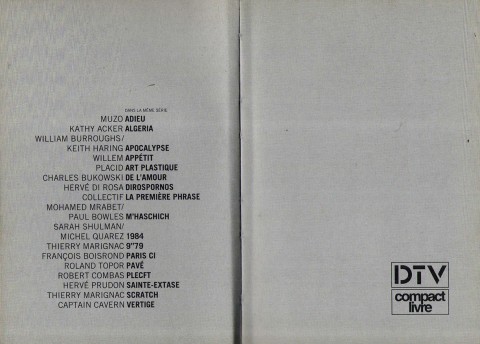 DANS LA MÊME SÉRIE
MUZO ADIEU
KATHY ACKER ALGERIA
WILLIAM BURROUGHS/
KEITH HARING APOCALYPSE
WILLEM APPÉTIT
PLACID ART PLASTIQUE
CHARLES BUKOWSKI DE L'AMOUR
HERVÉ DI ROSA DIROSPORNOS
COLLECTIF LA PREMIÈRE PHRASE
MOHAMED MRABET/
PAUL BOWLES M'HASCHICH
SARAH SHULMAN/
MICHEL QUAREZ 1984
THIERRY MARIGNAC 9"79
FRANÇOIS BOISROND PARIS CI
ROLAND TOPOR PAVÉ
ROBERT COMBAS PLECFT
HERVÉ PRUDON SAINTE-EXTASE
THIERRY MARIGNAC SCRATCH
CAPTAIN CAVERN VERTIGE
DTV
compact
livre